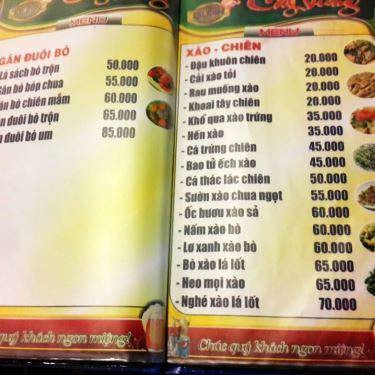 MENU
GÂN ĐUÔI BÒ
Lá sách bò trộn 50.000
Gân bò bóp chua 55.000
bò chiên mắm 60.000
đuôi bò trộn 65.000
đuôi bò um 85.000
quý khách ngon miệng!
MENU
XÀO - CHIÊN
- Đậu khuôn chiên 20.000
- Cải xào tỏi 20.000
- Rau muống xào 20.000
- Khoai tây chiên 20.000
- Khổ qua xào trứng 35.000
- Hến xào 35.000
- Cá trứng chiên 45.000
- Bao tử ếch xào 45.000
- Cá thác lác chiên 50.000
- Sườn xào chua ngọt 55.000
- Ốc hươu xào sả 60.000
- Nấm xào bò 60.000
- Lơ xanh xào bò 60.000
- Bò xào lá lốt 65.000
- Heo mọi xào 65.000
- Nghé xào lá lốt 70.000
Chúc quý khách ngon miệng!